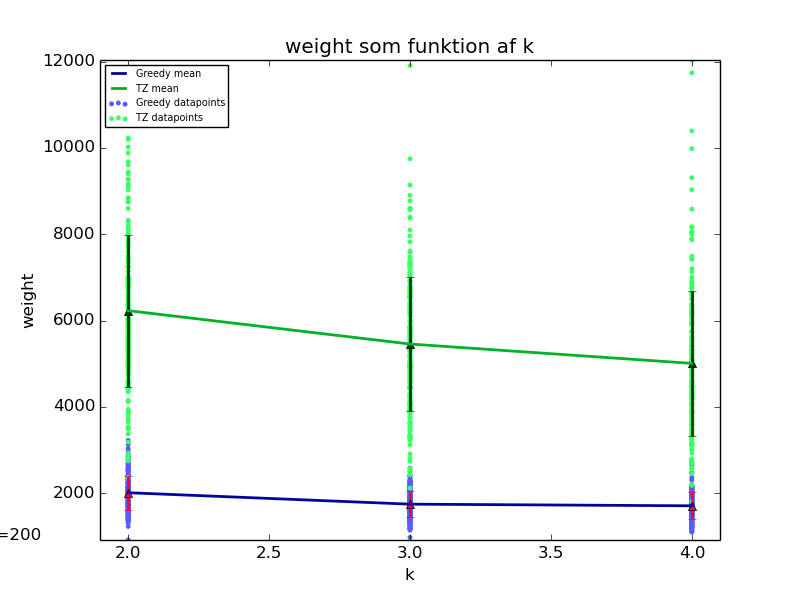 weight som funktion af k
12000
10000
8000
6000
4000
2000
weight
Greedy mean
TZ mean
Greedy datapoints
TZ datapoints
=200
2.0 2.5 3.0 3.5 4.0
k